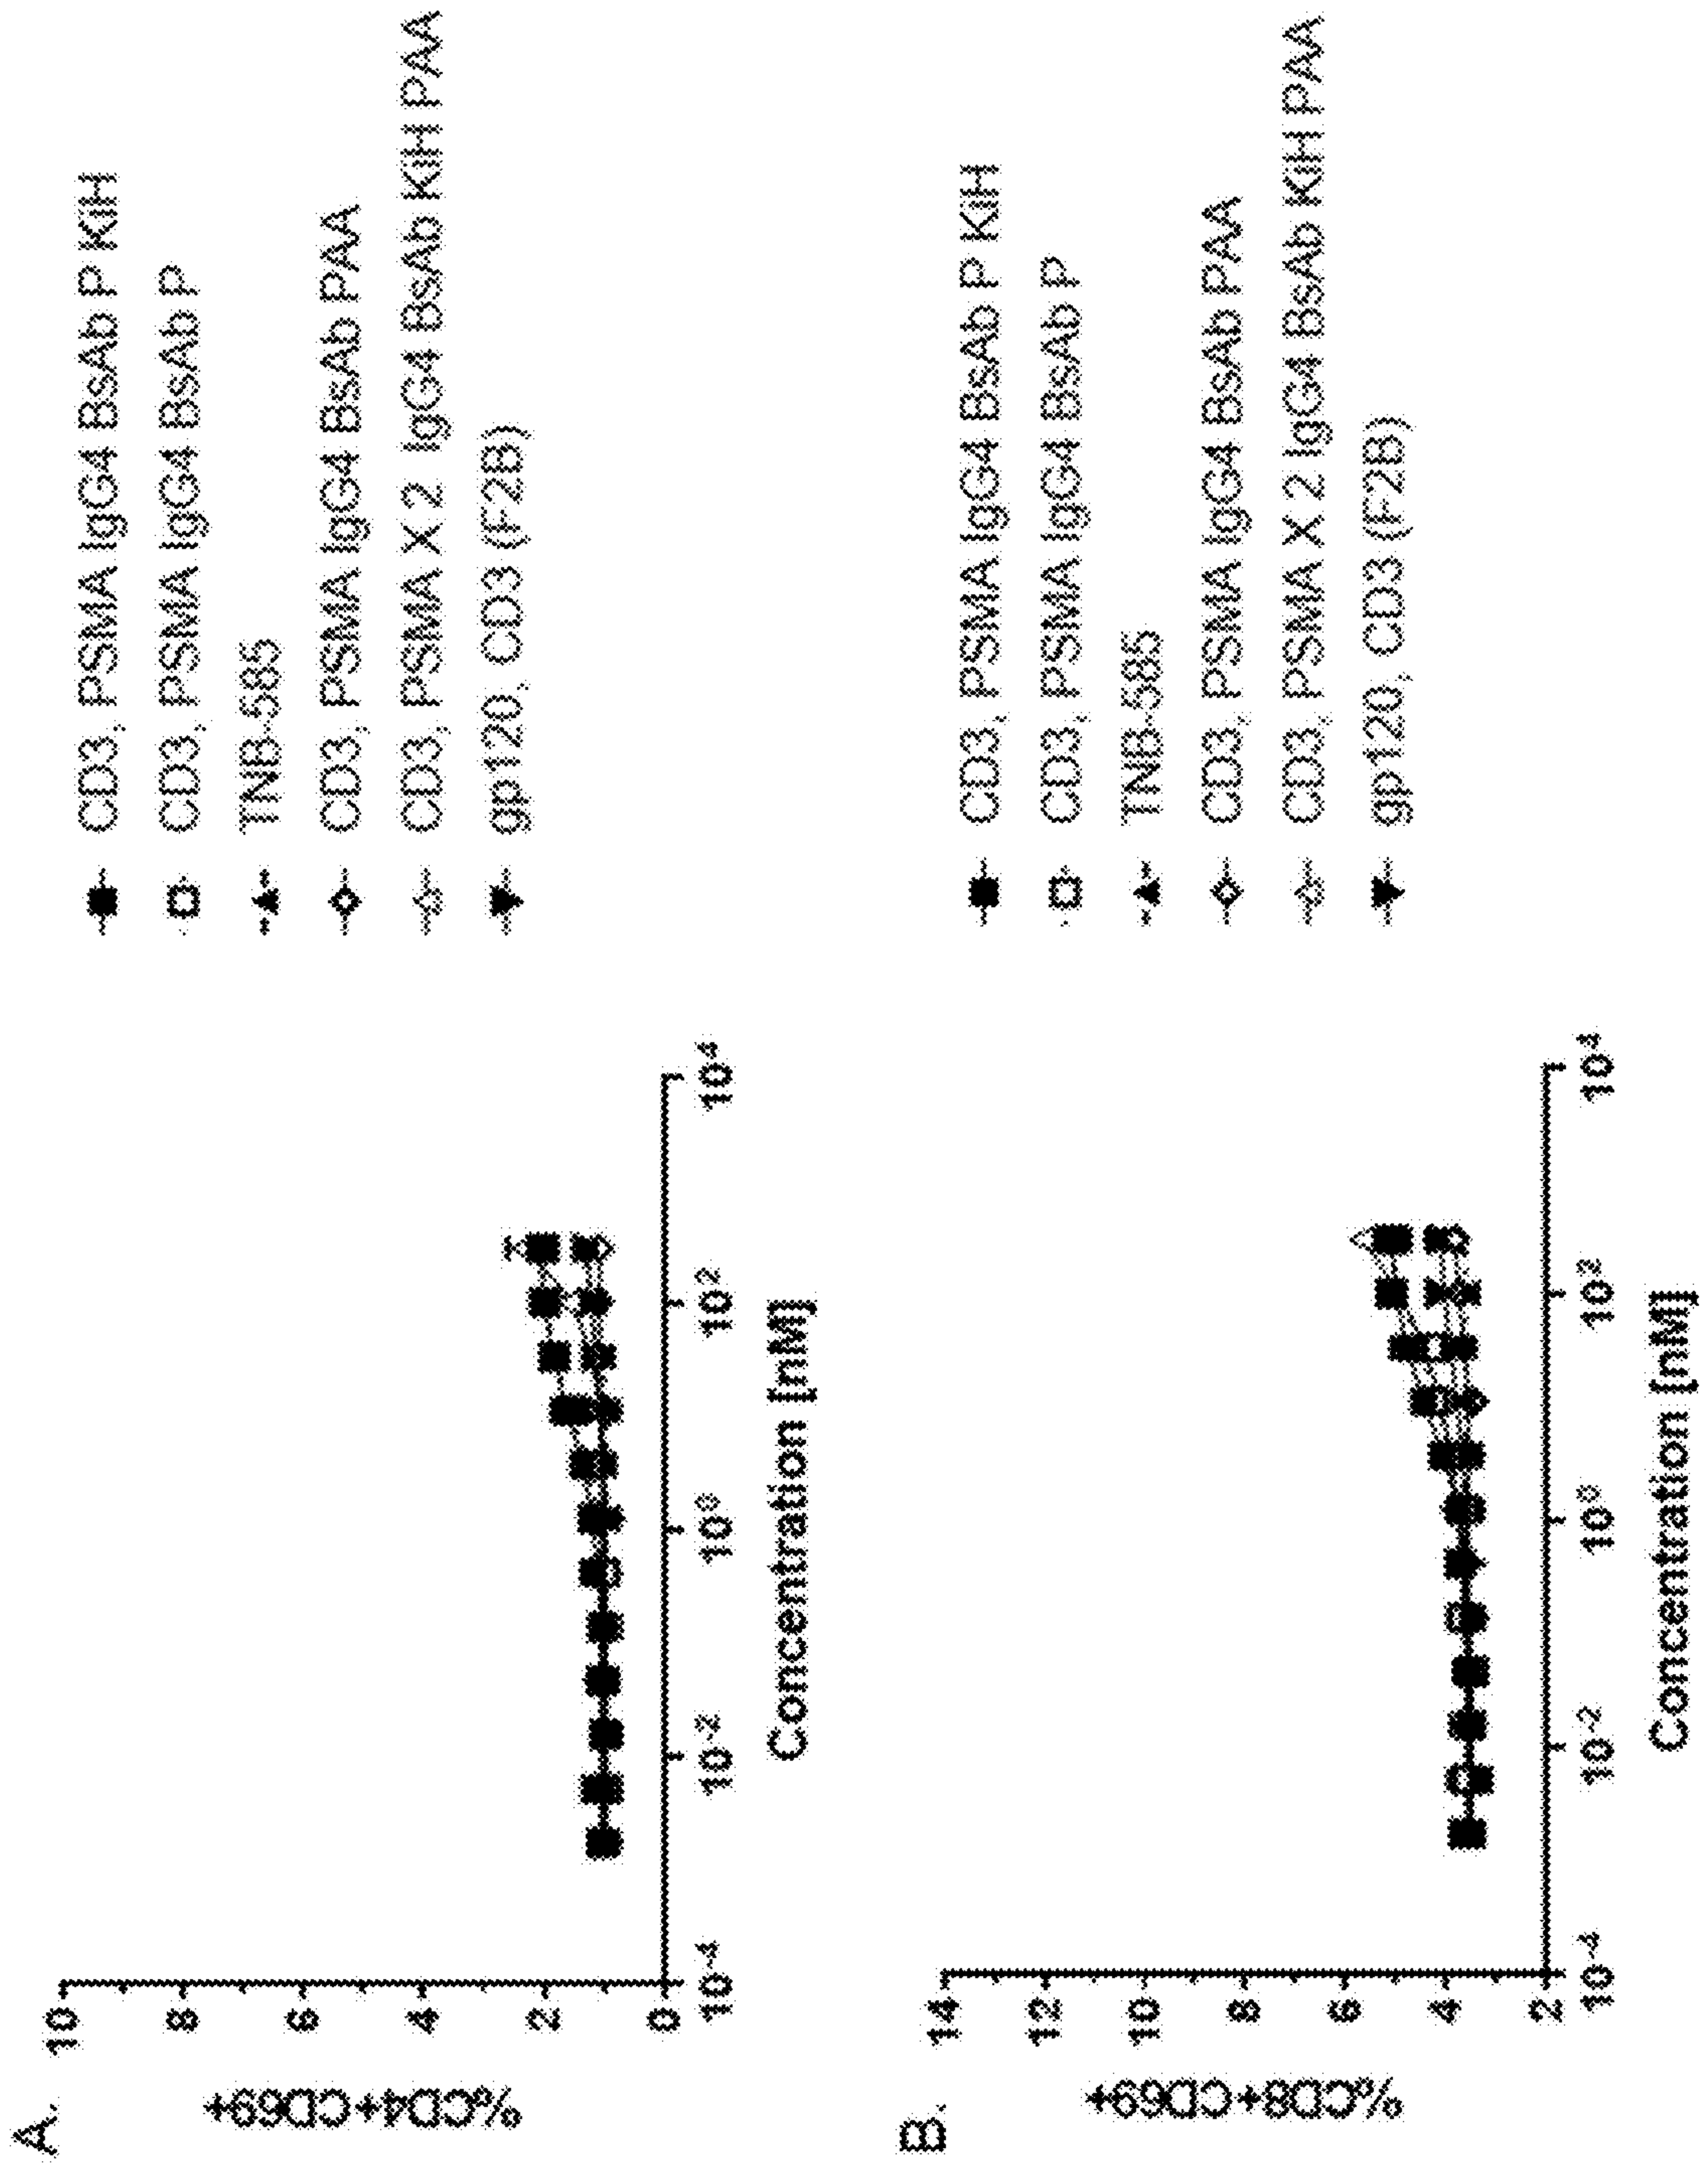 A.
%CD4+CD69+
10
8
6
4
2
0
10-4
10-2
100
102
104
Concentration [nM]
CD3, PSMA IgG4 BsAb P KiH
CD3, PSMA IgG4 BsAb P
TNB-585
CD3, PSMA IgG4 BsAb PAA
CD3, PSMA X 2 IgG4 BsAb KiH PAA
gp120, CD3 (F2B)
B.
%CD8+CD69+
14
12
10
8
6
4
2
10-4
10-2
100
102
104
Concentration [nM]
CD3, PSMA IgG4 BsAb P KiH
CD3, PSMA IgG4 BsAb P
TNB-585
CD3, PSMA IgG4 BsAb PAA
CD3, PSMA X 2 IgG4 BsAb KiH PAA
gp120, CD3 (F2B)